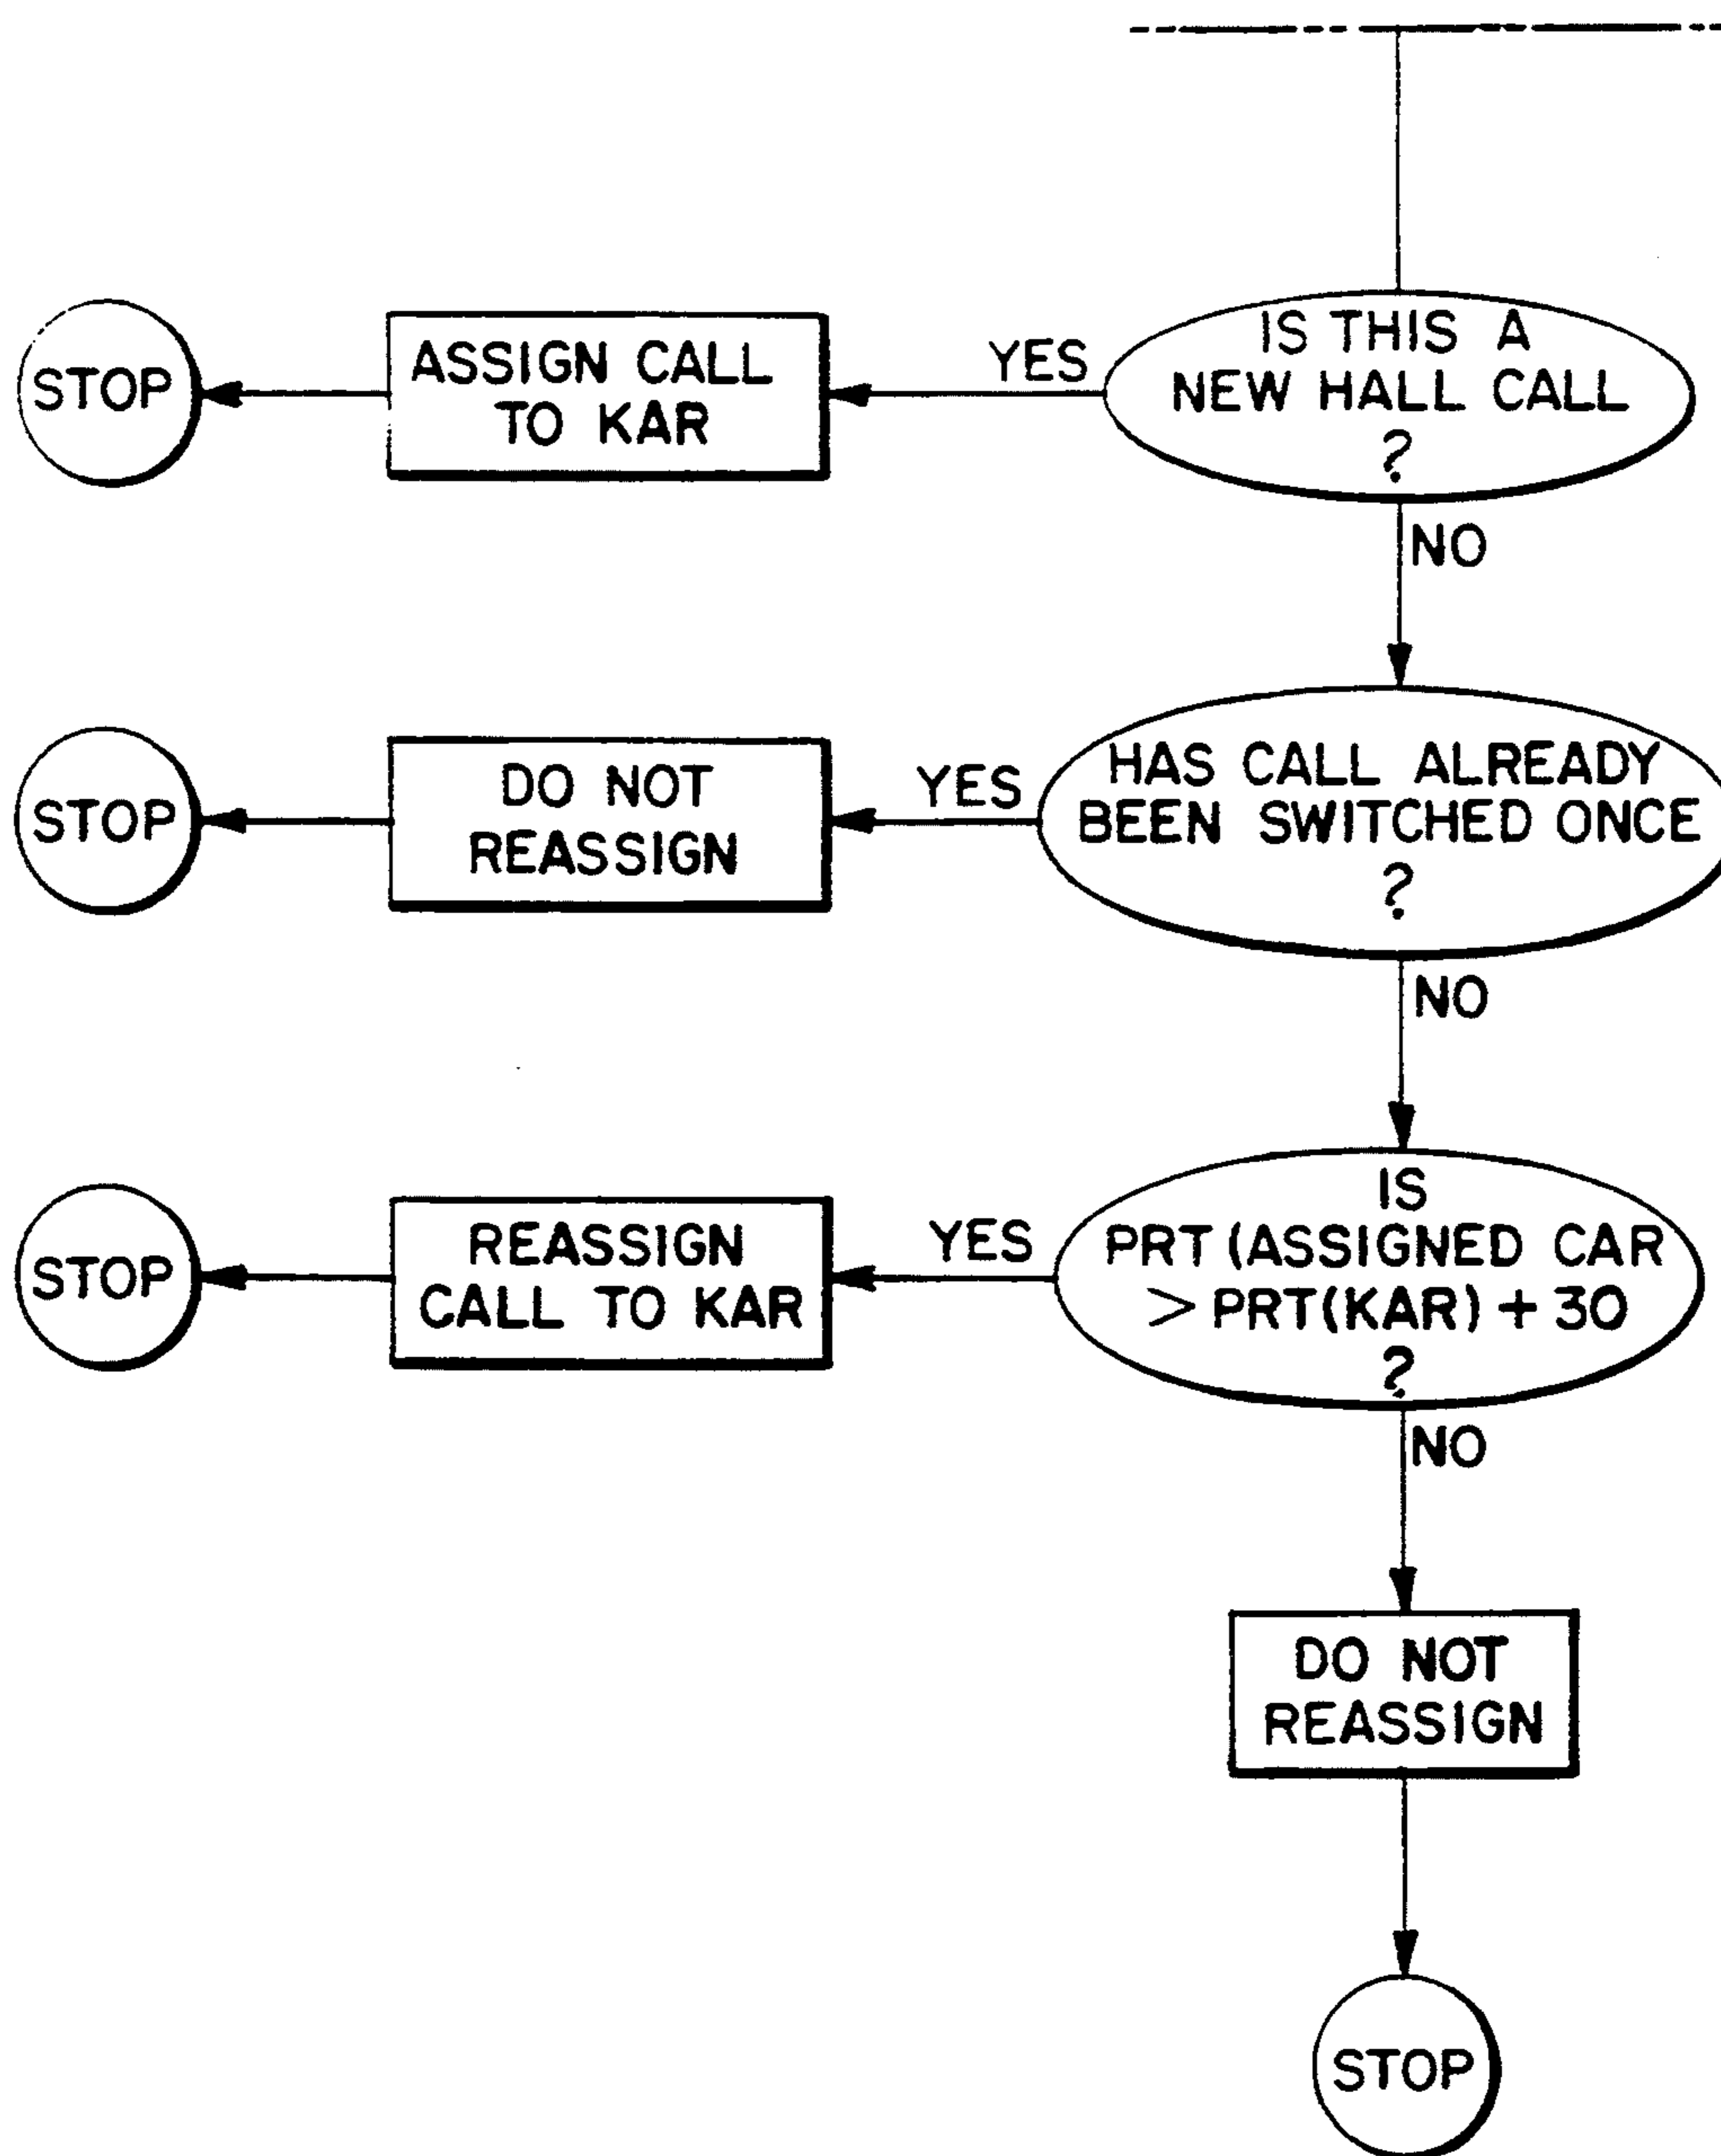 IS THIS A
NEW HALL CALL
?
YES
ASSIGN CALL
TO KAR
STOP
NO
HAS CALL ALREADY
BEEN SWITCHED ONCE
?
YES
DO NOT
REASSIGN
STOP
NO
IS
PRT (ASSIGNED CAR
> PRT(KAR) + 30
?
YES
REASSIGN
CALL TO KAR
STOP
NO
DO NOT
REASSIGN
STOP